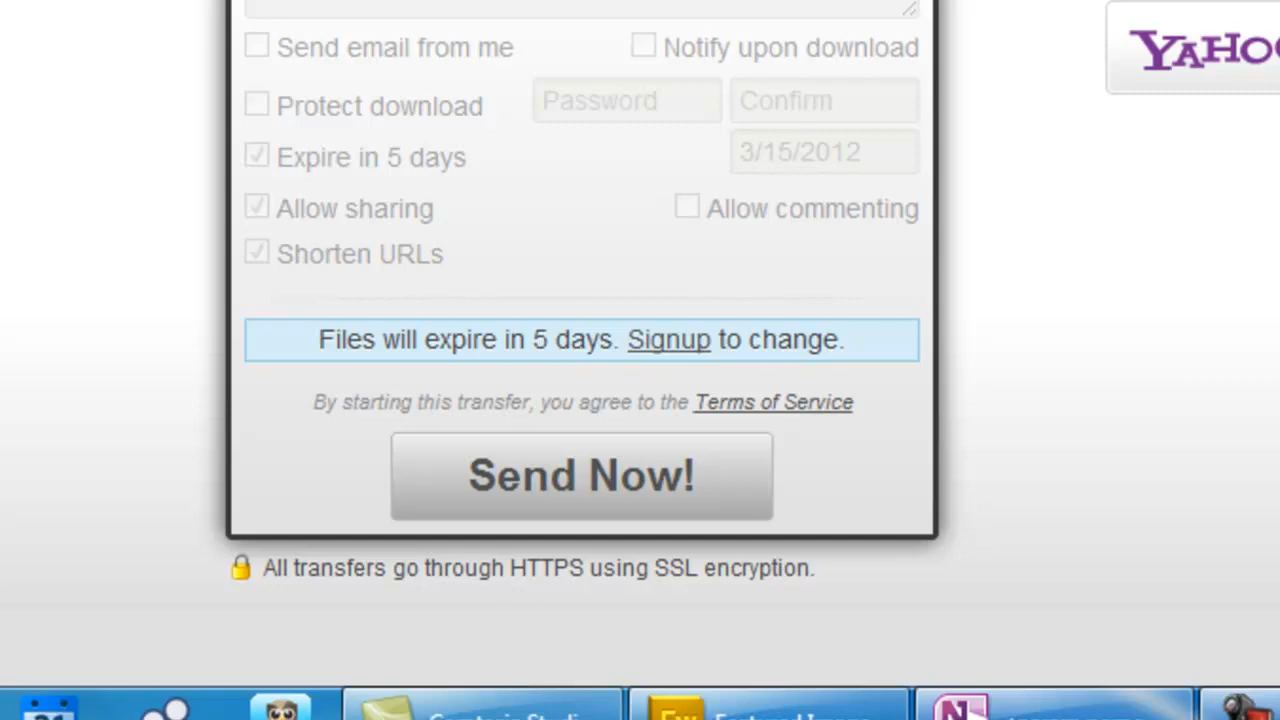 Send email from me
Notify upon download
YAHO
Protect download
Password
Confirm
Expire in 5 days
3/15/2012
Allow sharing
Allow commenting
Shorten URLs
Files will expire in 5 days. Signup to change.
By starting this transfer, you agree to the Terms of Service
Send Now!
All transfers go through HTTPS using SSL encryption.